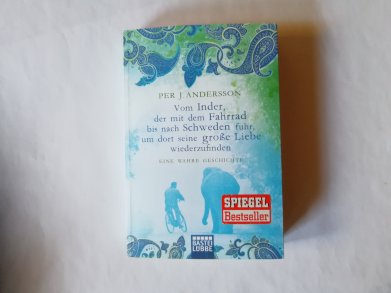 PER J. ANDERSSON
Vom Inder,
der mit dem Fahrrad
bis nach Schweden fuhr,
um dort seine große Liebe
wiederzufinden
EINE WAHRE GESCHICHTE
SPIEGEL
Bestseller
BASTEI
LÜBBE